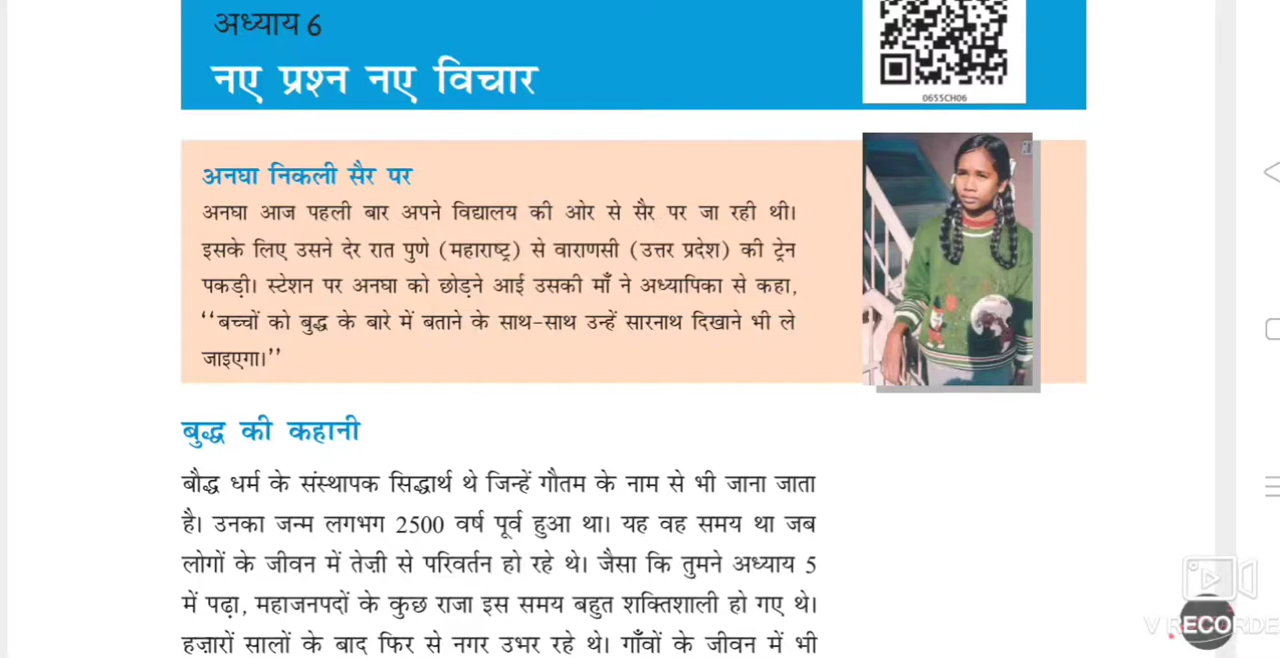 अध्याय 6
नए प्रश्न नए विचार
0655CH06
अनघा निकली सैर पर
अनघा आज पहली बार अपने विद्यालय की ओर से सैर पर जा रही थी।
इसके लिए उसने देर रात पुणे (महाराष्ट्र) से वाराणसी (उत्तर प्रदेश) की ट्रेन
पकड़ी। स्टेशन पर अनघा को छोड़ने आई उसकी माँ ने अध्यापिका से कहा,
‘‘बच्चों को बुद्ध के बारे में बताने के साथ-साथ उन्हें सारनाथ दिखाने भी ले
जाइएगा।’’
बुद्ध की कहानी
बौद्ध धर्म के संस्थापक सिद्धार्थ थे जिन्हें गौतम के नाम से भी जाना जाता
है। उनका जन्म लगभग 2500 वर्ष पूर्व हुआ था। यह वह समय था जब
लोगों के जीवन में तेज़ी से परिवर्तन हो रहे थे। जैसा कि तुमने अध्याय 5
में पढ़ा, महाजनपदों के कुछ राजा इस समय बहुत शक्तिशाली हो गए थे।
हज़ारों सालों के बाद फिर से नगर उभर रहे थे। गाँवों के जीवन में भी
V RECORDE